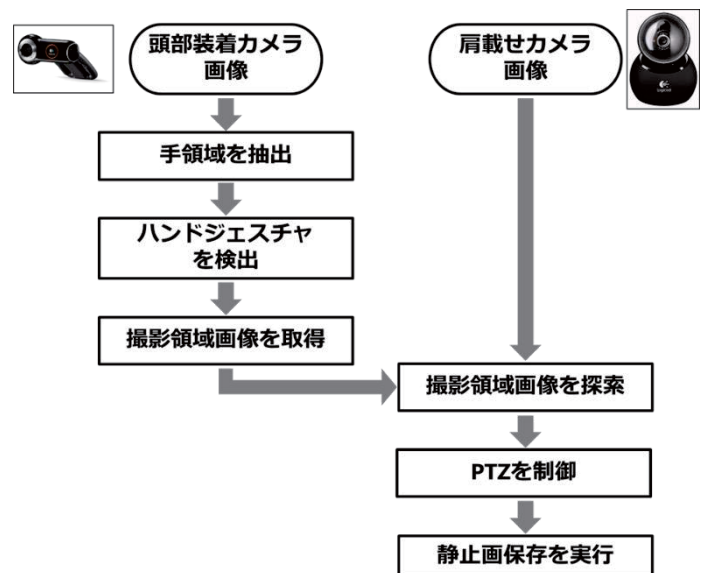 頭部装着カメラ
画像
肩載せカメラ
画像
手領域を抽出
ハンドジェスチャ
を検出
撮影領域画像を取得
撮影領域画像を探索
PTZを制御
静止画保存を実行